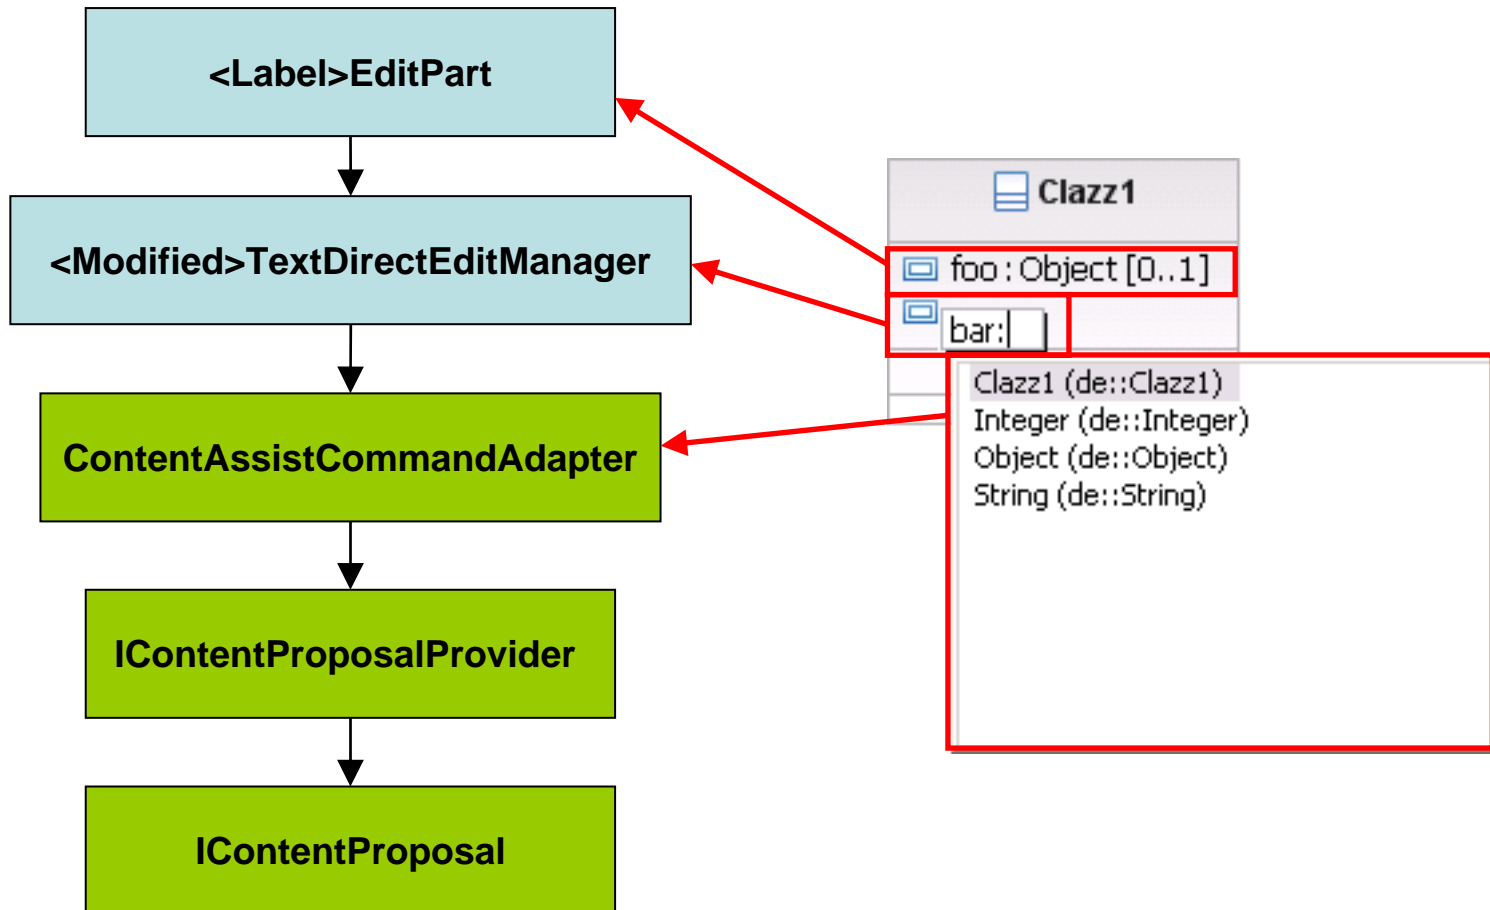 <Label>EditPart
<Modified>TextDirectEditManager
ContentAssistCommandAdapter
IContentProposalProvider
IContentProposal
Clazz1
foo : Object [0..1]
bar:
Clazz1 (de::Clazz1)
Integer (de::Integer)
Object (de::Object)
String (de::String)